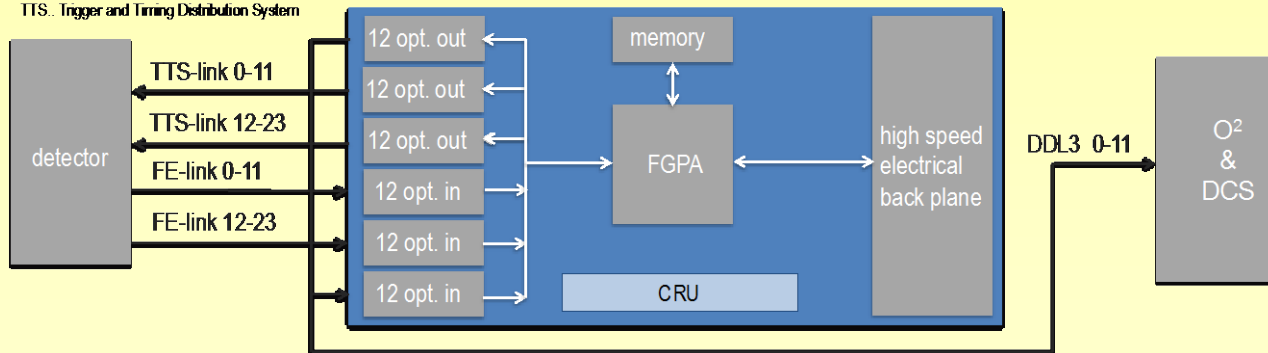 TTS.. Trigger and Timing Distribution System
detector
TTS-link 0-11
TTS-link 12-23
FE-link 0-11
FE-link 12-23
12 opt. out
12 opt. out
12 opt. out
12 opt. in
12 opt. in
12 opt. in
memory
FGPA
CRU
high speed
electrical
back plane
DDL3 0-11
O²
&
DCS